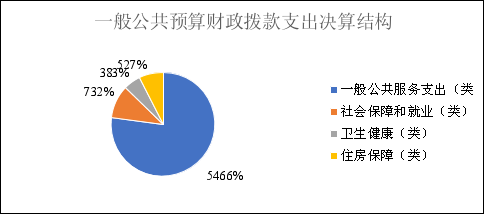 一般公共预算财政拨款支出决算结构
527%
383%
732%
5466%
一般公共服务支出（类
社会保障和就业（类）
卫生健康（类）
住房保障（类）